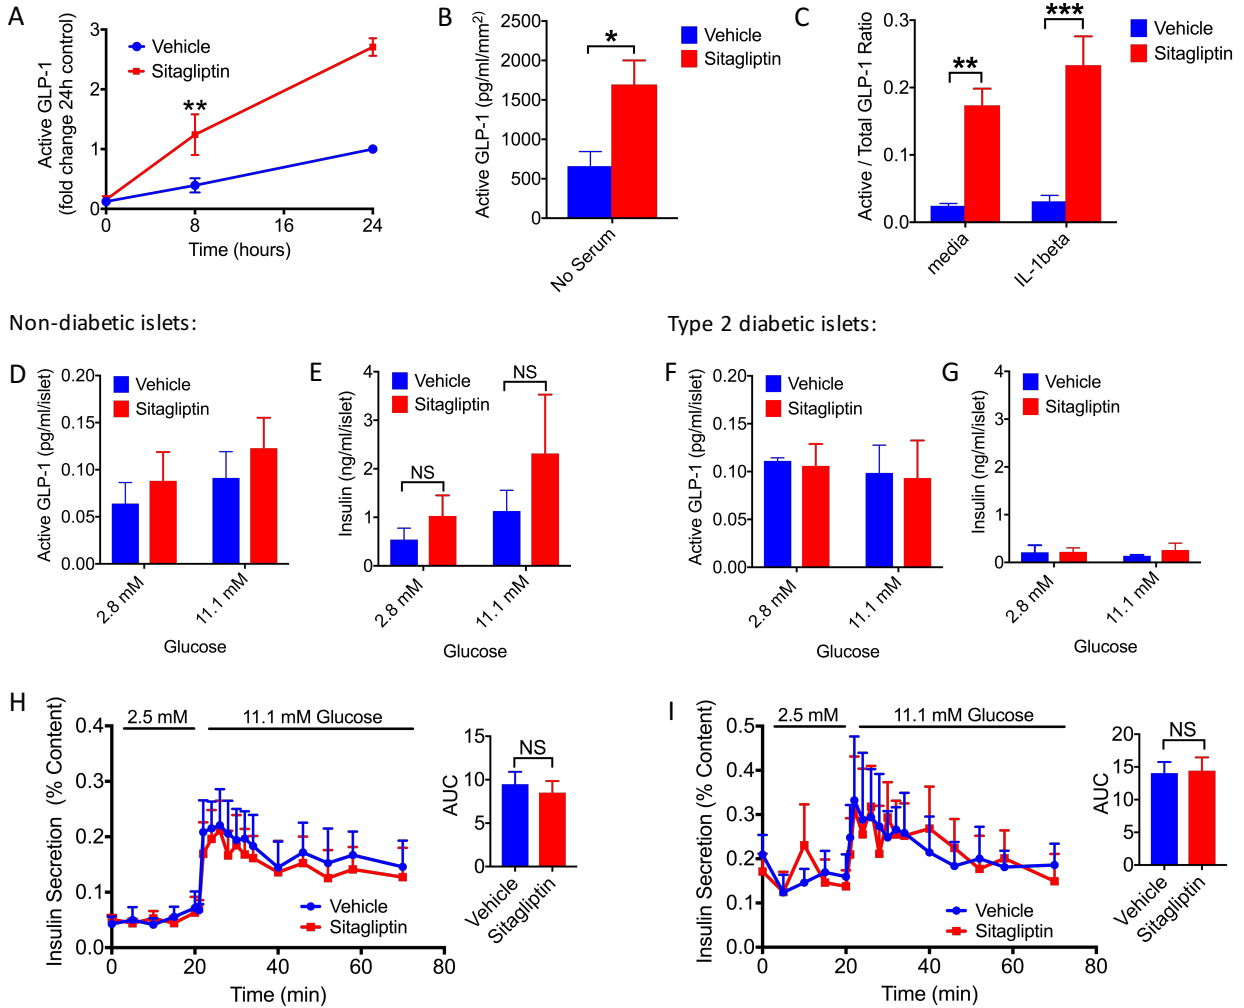 A
Active GLP-1
(fold change 24h control)
3
2
1
0
Vehicle
Sitagliptin
**
0 8 16 24
Time (hours)
B
Active GLP-1 (pg/ml/mm²)
2500
2000
1500
1000
500
0
*
Vehicle
Sitagliptin
No Serum
C
Active / Total GLP-1 Ratio
0.3
0.2
0.1
0.0
**
***
Vehicle
Sitagliptin
media
IL-1beta
Non-diabetic islets:
Type 2 diabetic islets:
D
Active GLP-1 (pg/ml/islet)
0.20
0.15
0.10
0.05
0.00
Vehicle
Sitagliptin
2.8 mM
11.1 mM
Glucose
E
Insulin (ng/ml/islet)
4
3
2
1
0
Vehicle
Sitagliptin
NS
NS
2.8 mM
11.1 mM
Glucose
F
Active GLP-1 (pg/ml/islet)
0.20
0.15
0.10
0.05
0.00
Vehicle
Sitagliptin
2.8 mM
11.1 mM
Glucose
G
Insulin (ng/ml/islet)
4
3
2
1
0
Vehicle
Sitagliptin
2.8 mM
11.1 mM
Glucose
H
Insulin Secretion (% Content)
0.4
0.3
0.2
0.1
0.0
2.5 mM
11.1 mM Glucose
Vehicle
Sitagliptin
0 20 40 60 80
Time (min)
AUC
15
10
5
0
NS
Vehicle
Sitagliptin
I
Insulin Secretion (% Content)
0.5
0.4
0.3
0.2
0.1
0.0
2.5 mM
11.1 mM Glucose
Vehicle
Sitagliptin
0 20 40 60 80
Time (min)
AUC
20
15
10
5
0
NS
Vehicle
Sitagliptin